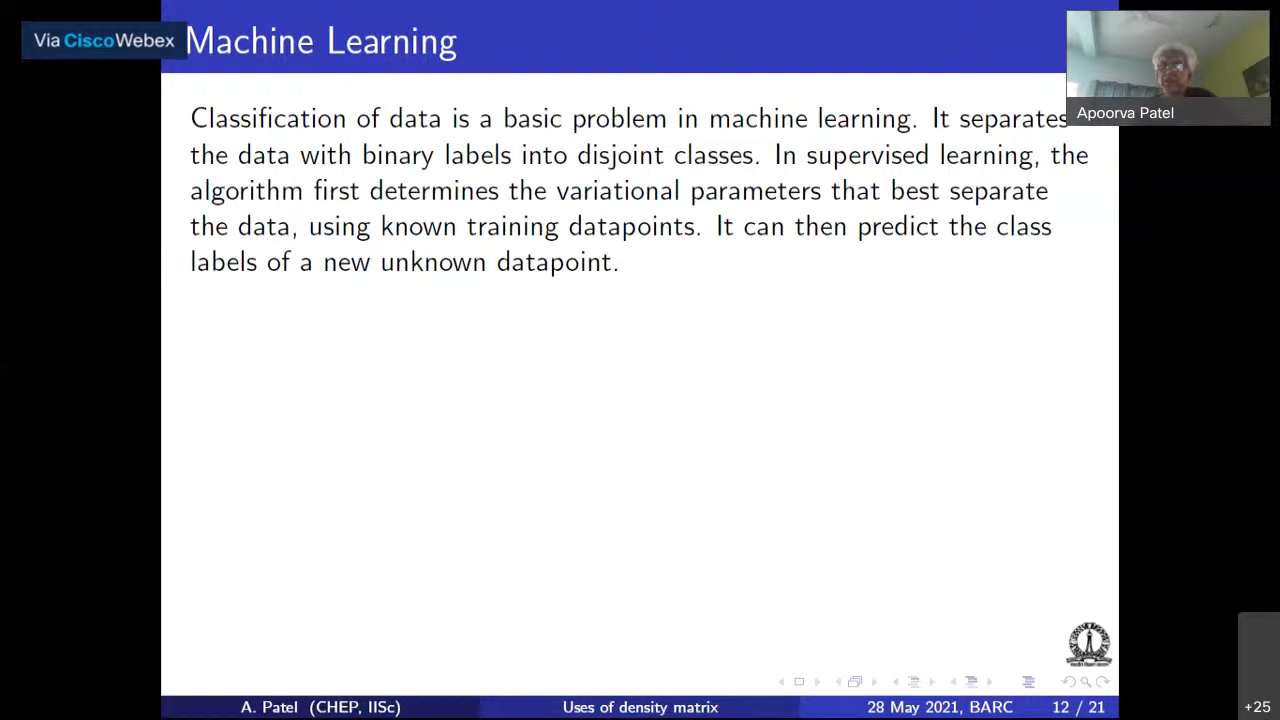 Via Cisco Webex
Machine Learning
Apoorva Patel
Classification of data is a basic problem in machine learning. It separates
the data with binary labels into disjoint classes. In supervised learning, the
algorithm first determines the variational parameters that best separate
the data, using known training datapoints. It can then predict the class
labels of a new unknown datapoint.
A. Patel (CHEP, IISc)
Uses of density matrix
28 May 2021, BARC
12 / 21
+25